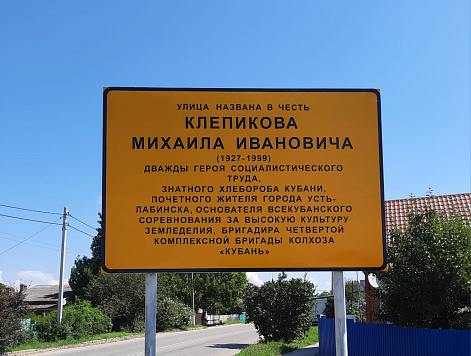 УЛИЦА НАЗВАНА В ЧЕСТЬ
КЛЕПИКОВА
МИХАИЛА ИВАНОВИЧА
(1927-1999)
ДВАЖДЫ ГЕРОЯ СОЦИАЛИСТИЧЕСКОГО
ТРУДА,
ЗНАТНОГО ХЛЕБОРОБА КУБАНИ,
ПОЧЕТНОГО ЖИТЕЛЯ ГОРОДА УСТЬ-
ЛАБИНСКА, ОСНОВАТЕЛЯ ВСЕКУБАНСКОГО
СОРЕВНОВАНИЯ ЗА ВЫСОКУЮ КУЛЬТУРУ
ЗЕМЛЕДЕЛИЯ, БРИГАДИРА ЧЕТВЕРТОЙ
КОМПЛЕКСНОЙ БРИГАДЫ КОЛХОЗА
«КУБАНЬ»